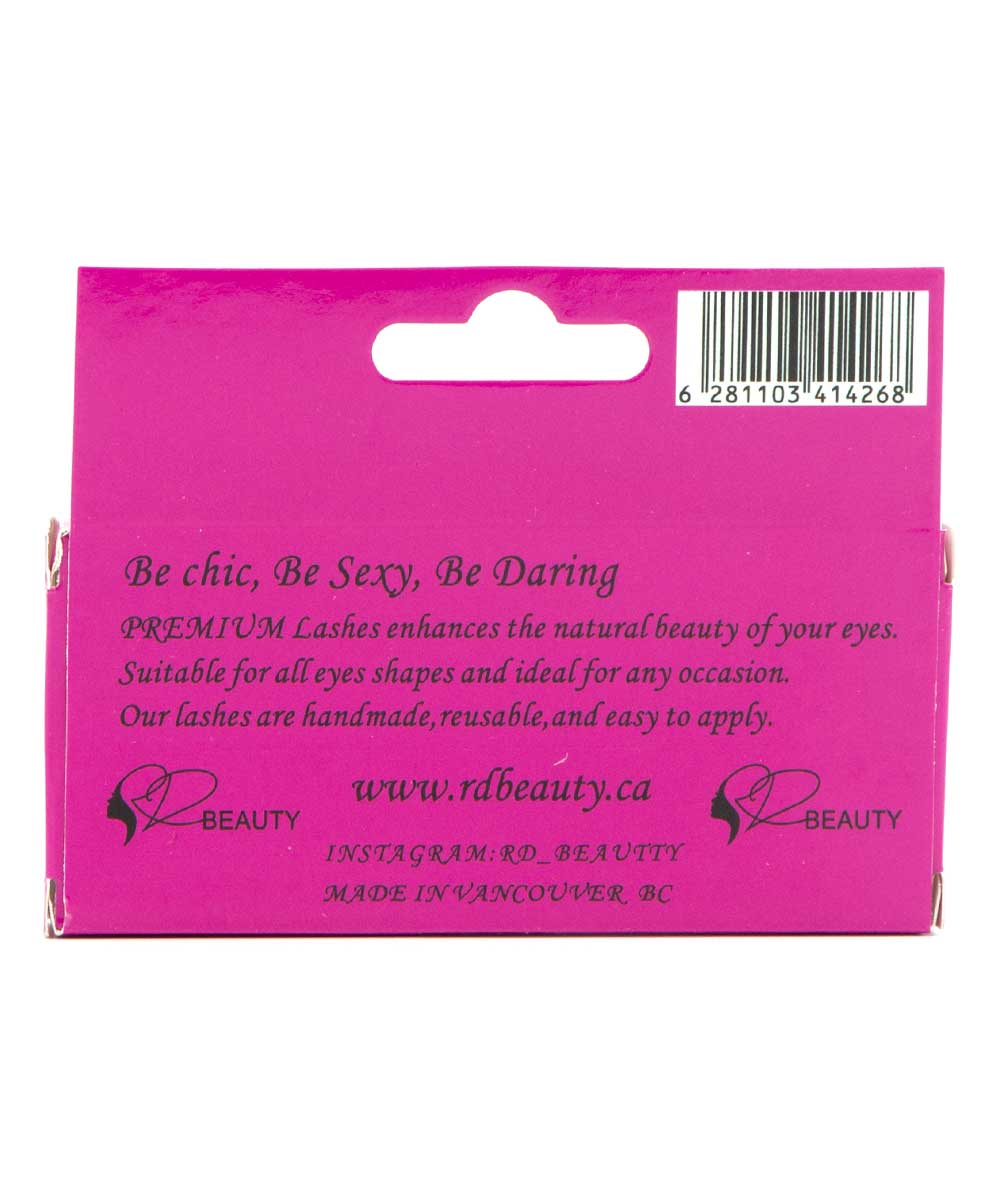 6 281103 414268
Be chic, Be Sexy, Be Daring
PREMIUM Lashes enhances the natural beauty of your eyes.
Suitable for all eyes shapes and ideal for any occasion.
Our lashes are handmade,reusable,and easy to apply.
www.rdbeauty.ca
RD BEAUTY
RD BEAUTY
INSTAGRAM:RD_BEAUTTY
MADE IN VANCOUVER BC